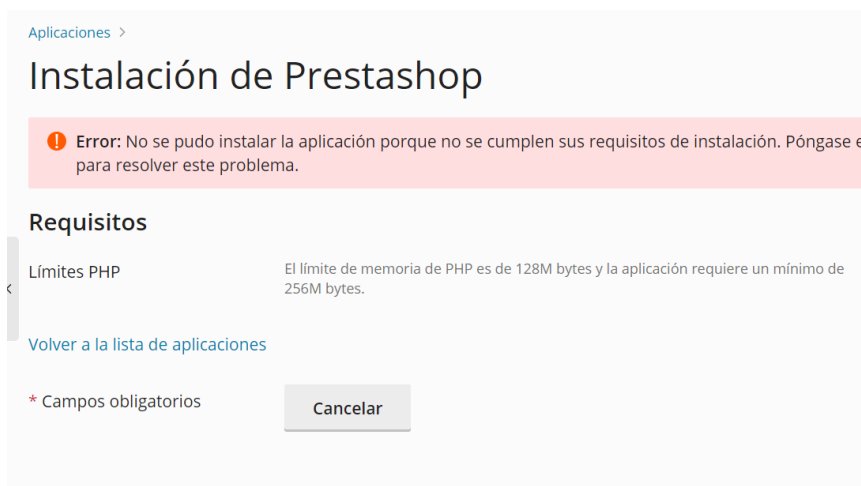 Aplicaciones >
Instalación de Prestashop
Error: No se pudo instalar la aplicación porque no se cumplen sus requisitos de instalación. Póngase
para resolver este problema.
Requisitos
Límites PHP
El límite de memoria de PHP es de 128M bytes y la aplicación requiere un mínimo de
256M bytes.
Volver a la lista de aplicaciones
* Campos obligatorios
Cancelar